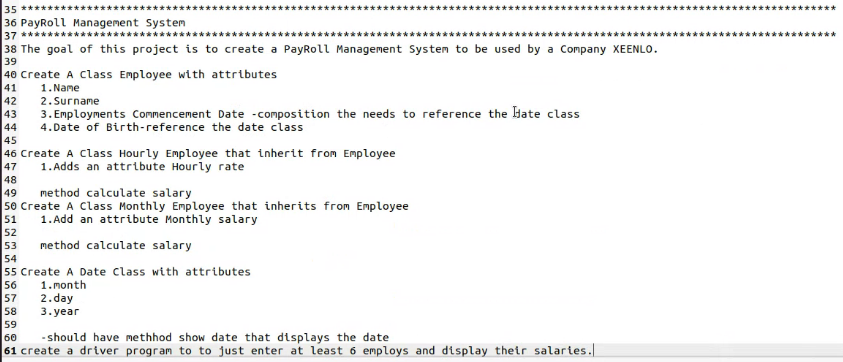 35 ****************************************************************************************************************************
36 PayRoll Management System
37 ****************************************************************************************************************************
38 The goal of this project is to create a PayRoll Management System to be used by a Company XEENLO.
39
40 Create A Class Employee with attributes
41    1.Name
42    2.Surname
43    3.Employments Commencement Date -composition the needs to reference the date class
44    4.Date of Birth-reference the date class
45
46 Create A Class Hourly Employee that inherit from Employee
47    1.Adds an attribute Hourly rate
48
49    method calculate salary
50 Create A Class Monthly Employee that inherits from Employee
51    1.Add an attribute Monthly salary
52
53    method calculate salary
54
55 Create A Date Class with attributes
56    1.month
57    2.day
58    3.year
59
60    -should have methhod show date that displays the date
61 create a driver program to to just enter at least 6 employs and display their salaries.